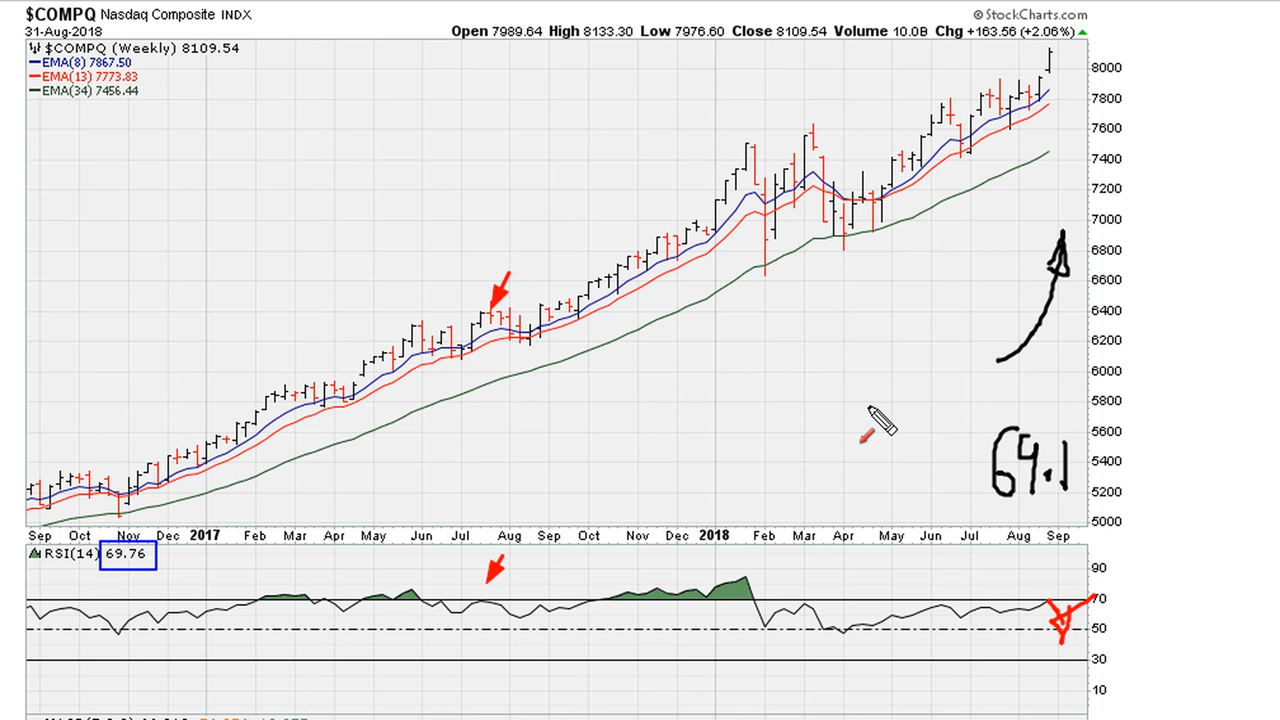 $COMPQ Nasdaq Composite INDX © StockCharts.com
31-Aug-2018 Open 7989.64 High 8133.30 Low 7976.60 Close 8109.54 Volume 10.0B Chg +163.56 (+2.06%)
$COMPQ (Weekly) 8109.54
EMA(8) 7867.50
EMA(13) 7773.83
EMA(34) 7456.44
8000
7800
7600
7400
7200
7000
6800
6600
6400
6200
6000
5800
5600
5400
5200
5000
64.1
Sep Oct Nov Dec 2017 Feb Mar Apr May Jun Jul Aug Sep Oct Nov Dec 2018 Feb Mar Apr May Jun Jul Aug Sep
RSI(14) 69.76
90
70
50
30
10